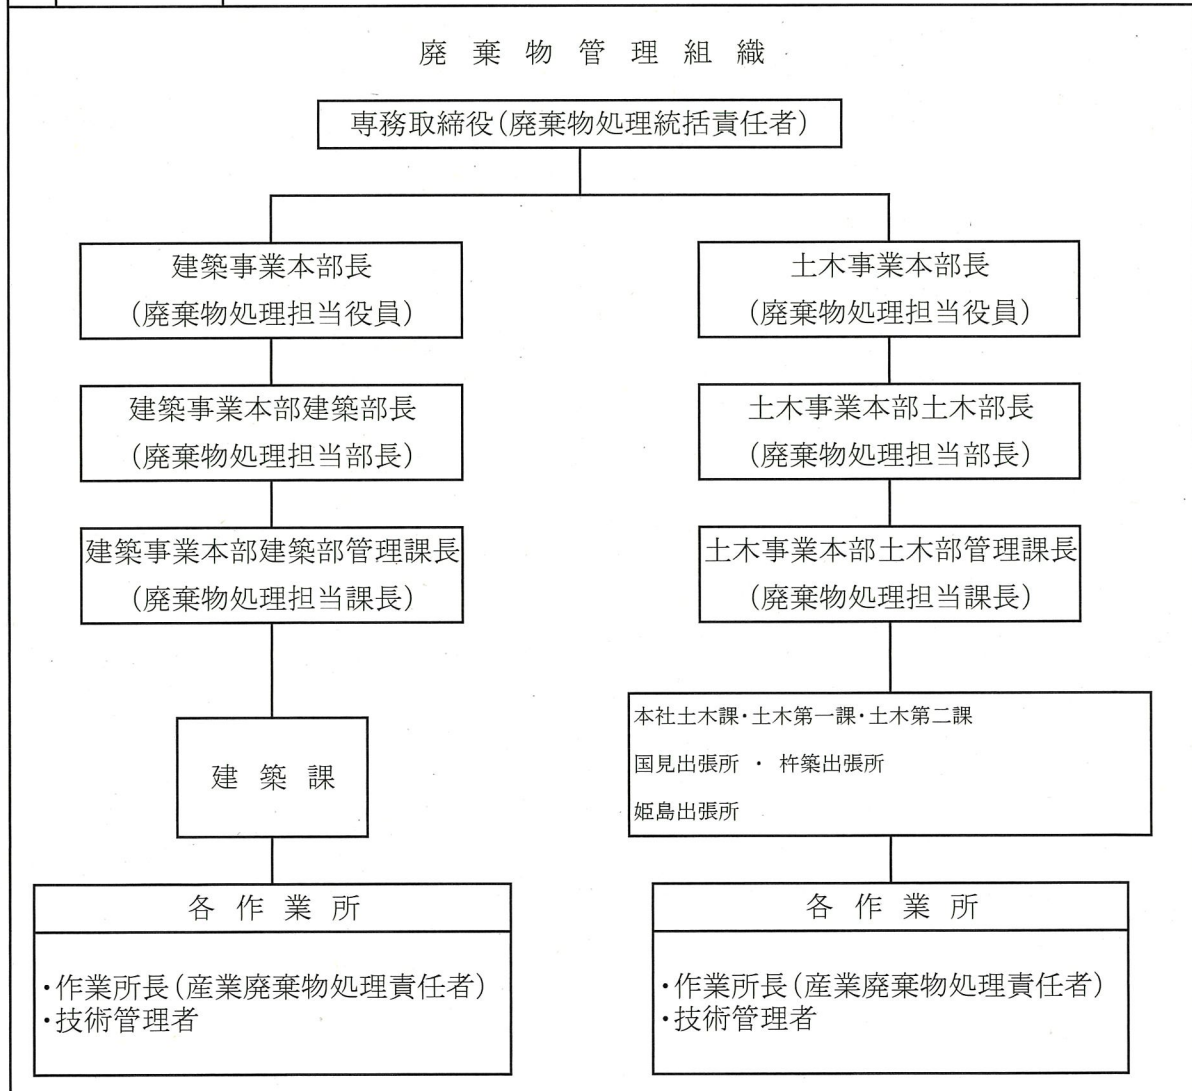 廃棄物管理組織
専務取締役(廃棄物処理統括責任者)
建築事業本部長
(廃棄物処理担当役員)
建築事業本部建築部長
(廃棄物処理担当部長)
建築事業本部建築部管理課長
(廃棄物処理担当課長)
建築課
各作業所
・作業所長(産業廃棄物処理責任者)
・技術管理者
土木事業本部長
(廃棄物処理担当役員)
土木事業本部土木部長
(廃棄物処理担当部長)
土木事業本部土木部管理課長
(廃棄物処理担当課長)
本社土木課・土木第一課・土木第二課
国見出張所 ・ 杵築出張所
姫島出張所
各作業所
・作業所長(産業廃棄物処理責任者)
・技術管理者